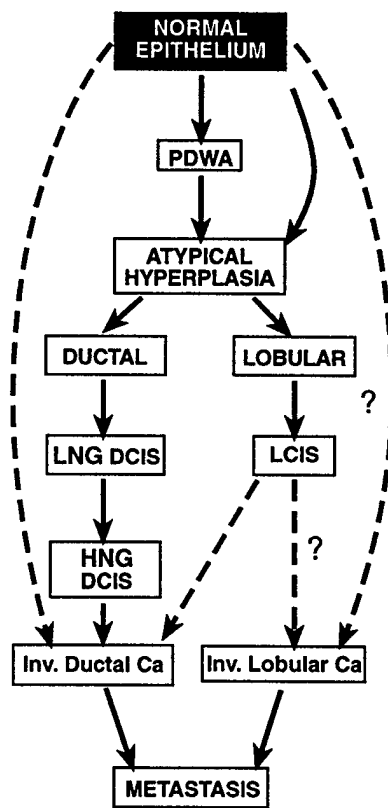 NORMAL
EPITHELIUM
PDWA
ATYPICAL
HYPERPLASIA
DUCTAL
LOBULAR
?
LNG DCIS
LCIS
HNG
DCIS
?
Inv. Ductal Ca
Inv. Lobular Ca
METASTASIS